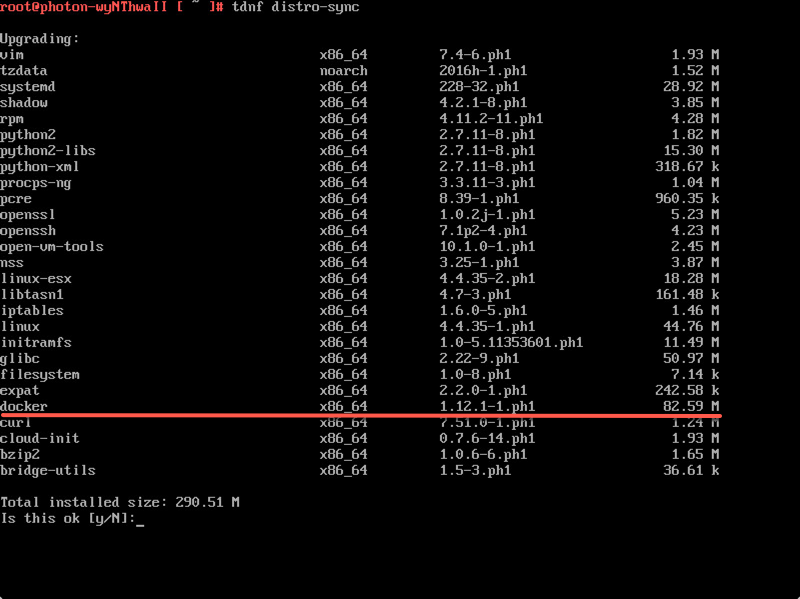 root@photon-wyNThwaII [ ~ ]# tdnf distro-sync
Upgrading:
vim x86_64 7.4-6.ph1 1.93 M
tzdata noarch 2016h-1.ph1 1.52 M
systemd x86_64 228-32.ph1 28.92 M
shadow x86_64 4.2.1-8.ph1 3.85 M
rpm x86_64 4.11.2-11.ph1 4.28 M
python2 x86_64 2.7.11-8.ph1 1.82 M
python2-libs x86_64 2.7.11-8.ph1 15.30 M
python-xml x86_64 2.7.11-8.ph1 318.67 k
procps-ng x86_64 3.3.11-3.ph1 1.04 M
pcre x86_64 8.39-1.ph1 960.35 k
openssl x86_64 1.0.2j-1.ph1 5.23 M
openssh x86_64 7.1p2-4.ph1 4.23 M
open-vm-tools x86_64 10.1.0-1.ph1 2.45 M
nss x86_64 3.25-1.ph1 3.87 M
linux-esx x86_64 4.4.35-2.ph1 18.28 M
libtasn1 x86_64 4.7-3.ph1 161.48 k
iptables x86_64 1.6.0-5.ph1 1.46 M
linux x86_64 4.4.35-1.ph1 44.76 M
initramfs x86_64 1.0-5.11353601.ph1 11.49 M
glibc x86_64 2.22-9.ph1 50.97 M
filesystem x86_64 1.0-8.ph1 7.14 k
expat x86_64 2.2.0-1.ph1 242.58 k
docker x86_64 1.12.1-1.ph1 82.59 M
curl x86_64 7.51.0-1.ph1 1.24 M
cloud-init x86_64 0.7.6-14.ph1 1.93 M
bzip2 x86_64 1.0.6-6.ph1 1.65 M
bridge-utils x86_64 1.5-3.ph1 36.61 k
Total installed size: 290.51 M
Is this ok [y/N]:_